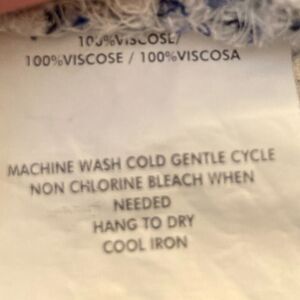 100%VISCOSE/
100%VISCOSE / 100%VISCOSA
MACHINE WASH COLD GENTLE CYCLE
NON CHLORINE BLEACH WHEN
NEEDED
HANG TO DRY
COOL IRON